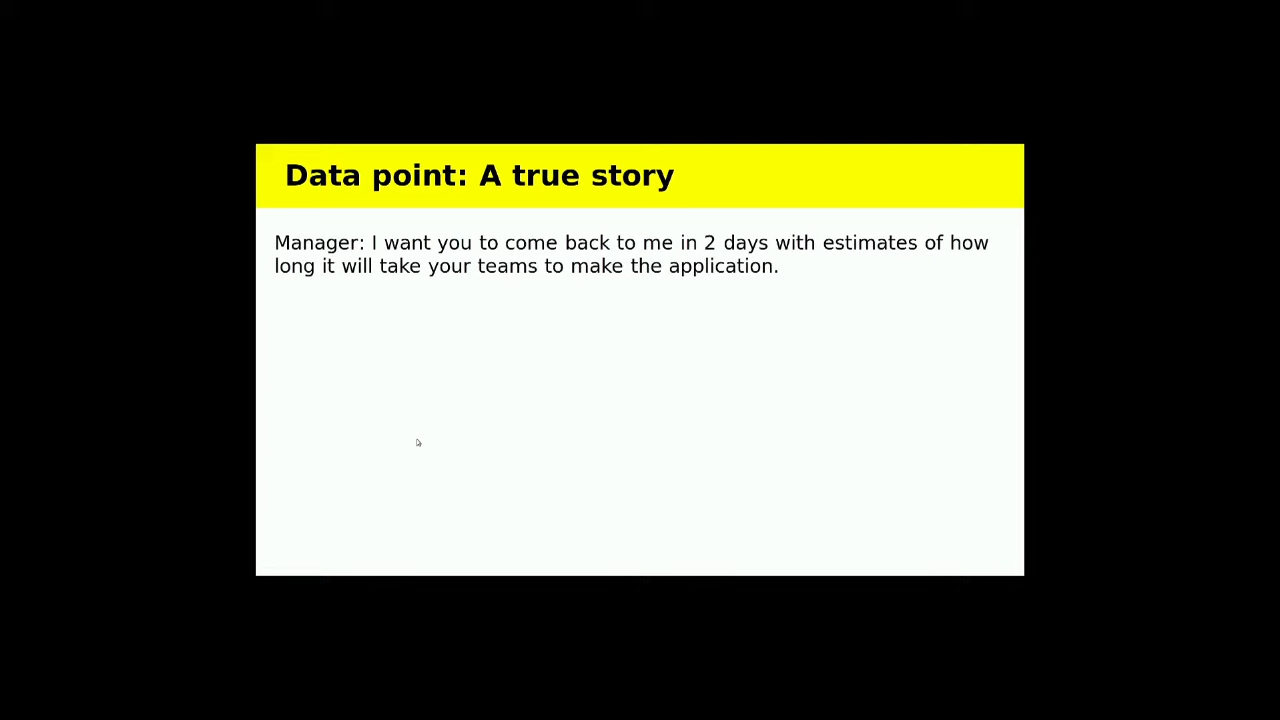 Data point: A true story
Manager: I want you to come back to me in 2 days with estimates of how
long it will take your teams to make the application.